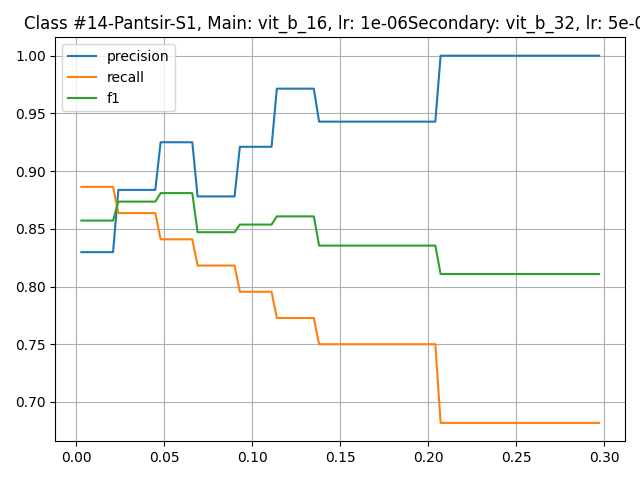 Class #14-Pantsir-S1, Main: vit_b_16, lr: 1e-06Secondary: vit_b_32, lr: 5e-0
precision
recall
f1
1.00
0.95
0.90
0.85
0.80
0.75
0.70
0.00 0.05 0.10 0.15 0.20 0.25 0.30